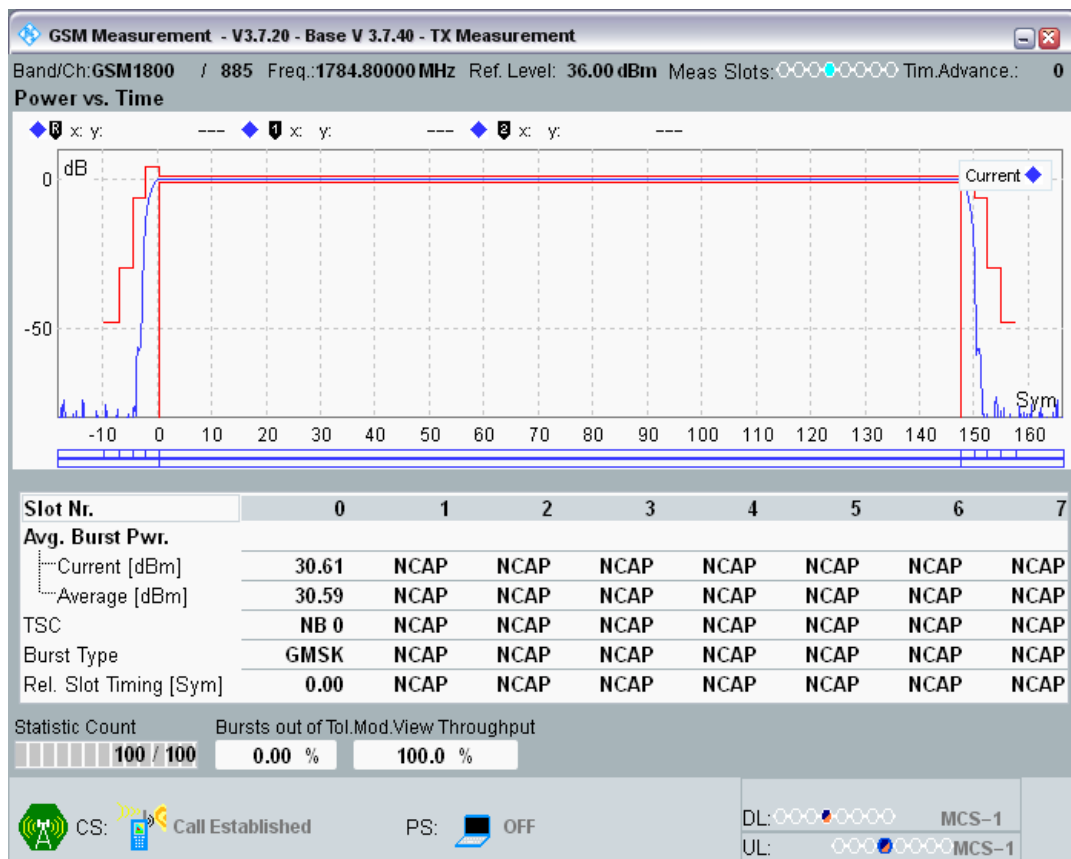 GSM Measurement - V3.7.20 - Base V 3.7.40 - TX Measurement
Band/Ch:GSM1800 / 885 Freq.:1784.80000 MHz Ref. Level: 36.00 dBm Meas Slots: Tim.Advance.: 0
Power vs. Time
R x: y: --- 1 x: y: --- 2 x: y: ---
dB
Current
0
-50
Sym
-10 0 10 20 30 40 50 60 70 80 90 100 110 120 130 140 150 160
Slot Nr. 0 1 2 3 4 5 6 7
Avg. Burst Pwr.
Current [dBm] 30.61 NCAP NCAP NCAP NCAP NCAP NCAP NCAP
Average [dBm] 30.59 NCAP NCAP NCAP NCAP NCAP NCAP NCAP
TSC NB 0 NCAP NCAP NCAP NCAP NCAP NCAP NCAP
Burst Type GMSK NCAP NCAP NCAP NCAP NCAP NCAP NCAP
Rel. Slot Timing [Sym] 0.00 NCAP NCAP NCAP NCAP NCAP NCAP NCAP
Statistic Count Bursts out of Tol. Mod.View Throughput
100 / 100 0.00 % 100.0 %
CS: Call Established PS: OFF DL: MCS-1
UL: MCS-1